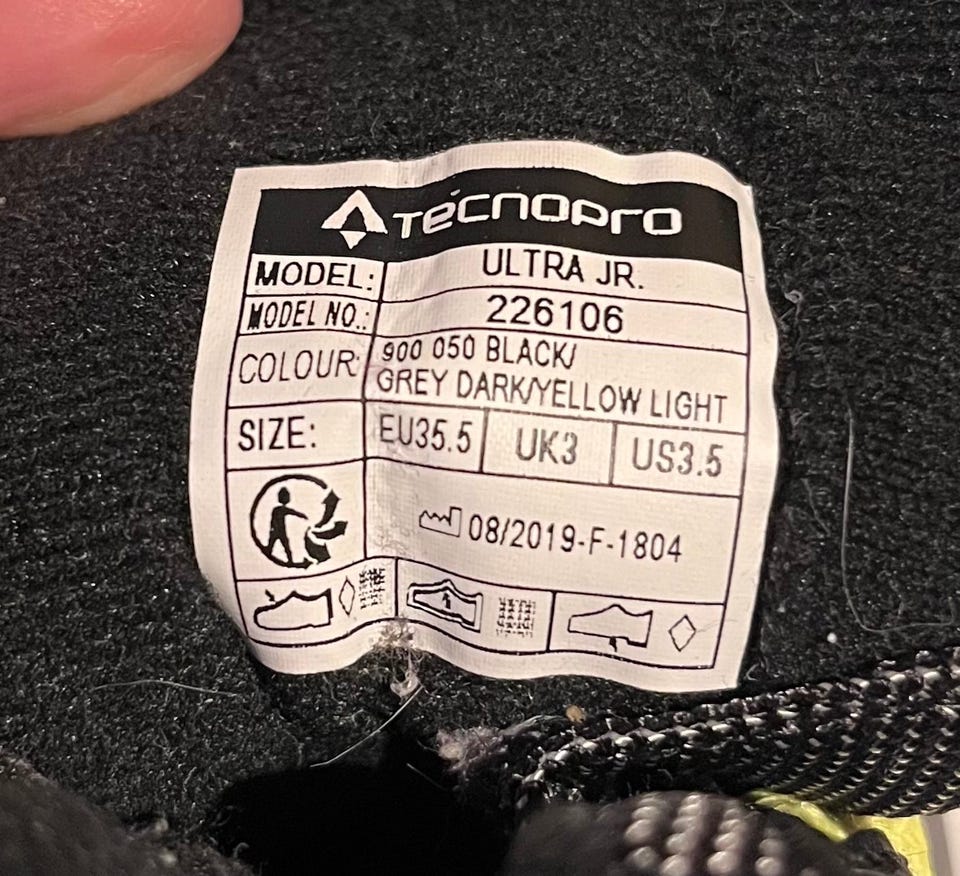 TECNOPRO
MODEL: ULTRA JR.
MODEL NO.: 226106
COLOUR: 900 050 BLACK/
GREY DARK/YELLOW LIGHT
SIZE: EU35.5 UK3 US3.5
08/2019-F-1804